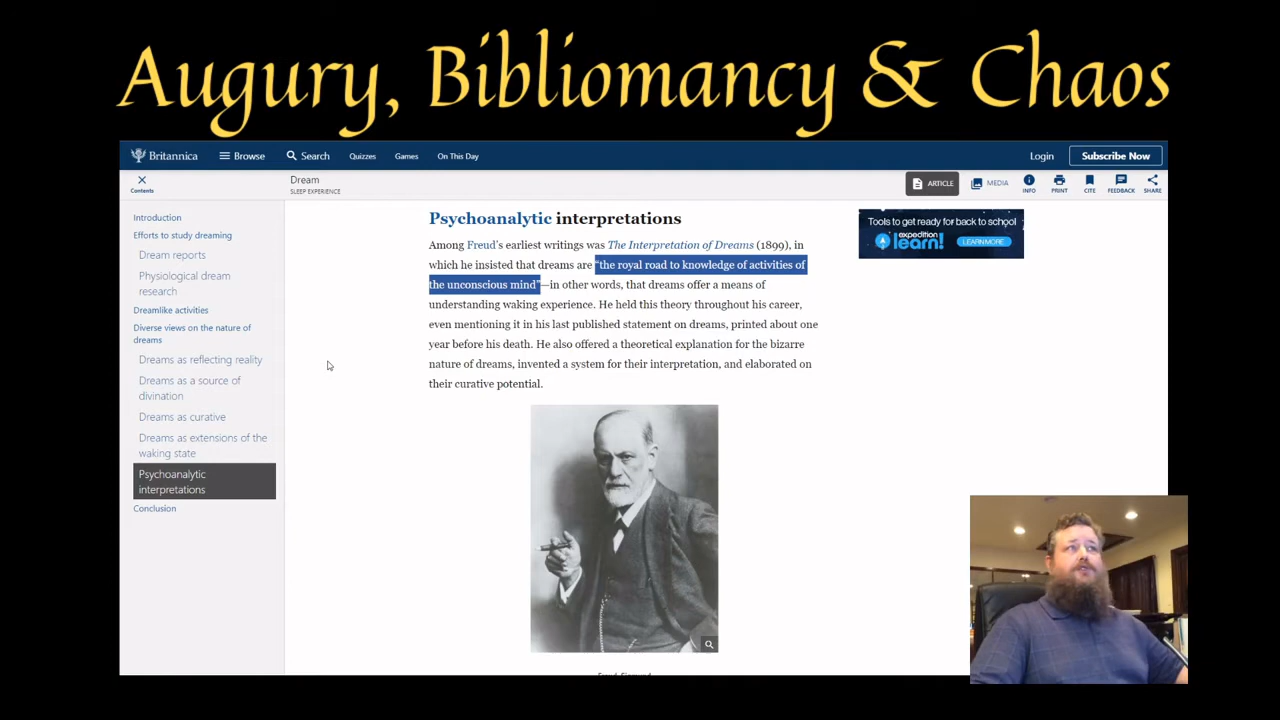 Augury, Bibliomancy & Chaos
Britannica
Browse
Search
Quizzes
Games
On This Day
Login
Subscribe Now
Contents
Dream
SLEEP EXPERIENCE
ARTICLE
MEDIA
INFO
PRINT
CITE
FEEDBACK
SHARE
Introduction
Efforts to study dreaming
Dream reports
Physiological dream
research
Dreamlike activities
Diverse views on the nature of
dreams
Dreams as reflecting reality
Dreams as a source of
divination
Dreams as curative
Dreams as extensions of the
waking state
Psychoanalytic
interpretations
Conclusion
Psychoanalytic interpretations
Among Freud's earliest writings was The Interpretation of Dreams (1899), in
which he insisted that dreams are “the royal road to knowledge of activities of
the unconscious mind”—in other words, that dreams offer a means of
understanding waking experience. He held this theory throughout his career,
even mentioning it in his last published statement on dreams, printed about one
year before his death. He also offered a theoretical explanation for the bizarre
nature of dreams, invented a system for their interpretation, and elaborated on
their curative potential.
Tools to get ready for back to school
expedition
learn!
LEARN MORE